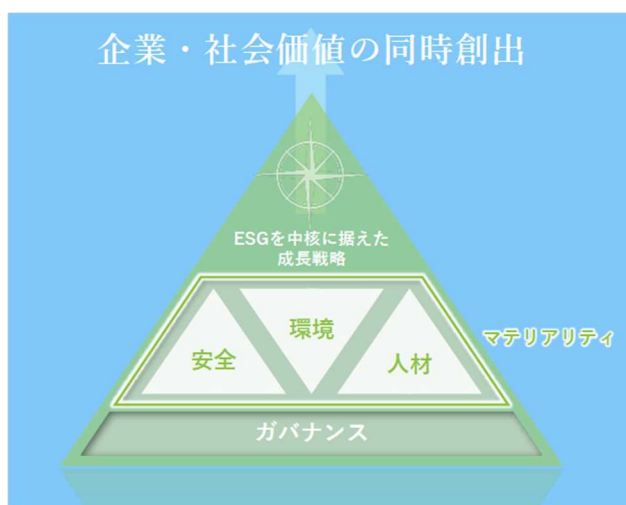 企業・社会価値の同時創出
ESGを中核に据えた
成長戦略
環境
安全
人材
マテリアリティ
ガバナンス